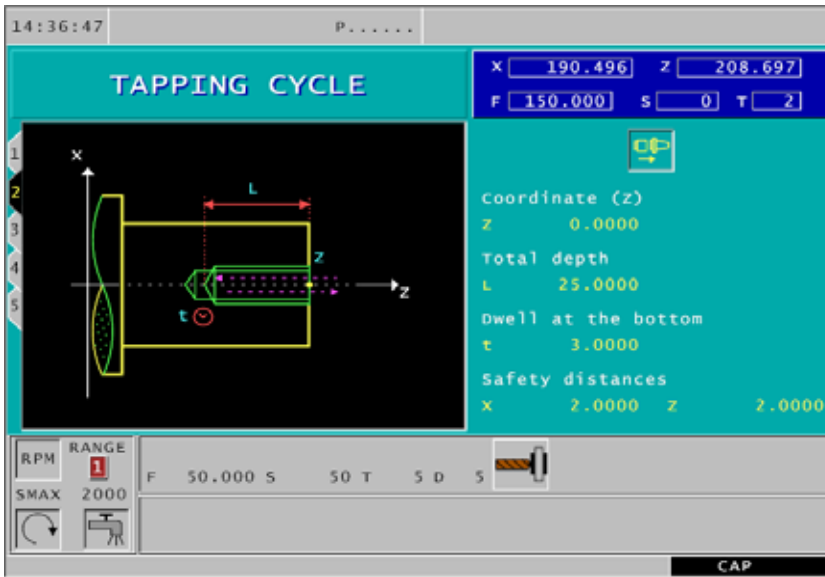 14:36:47 P......
TAPPING CYCLE
X 190.496 Z 208.697
F 150.000 S 0 T 2
1
2
3
4
5
X
L
Z
Z
t
Coordinate (Z)
Z 0.0000
Total depth
L 25.0000
Dwell at the bottom
t 3.0000
Safety distances
X 2.0000 Z 2.0000
RPM RANGE
1
SMAX 2000
F 50.000 S 50 T 5 D 5
CAP